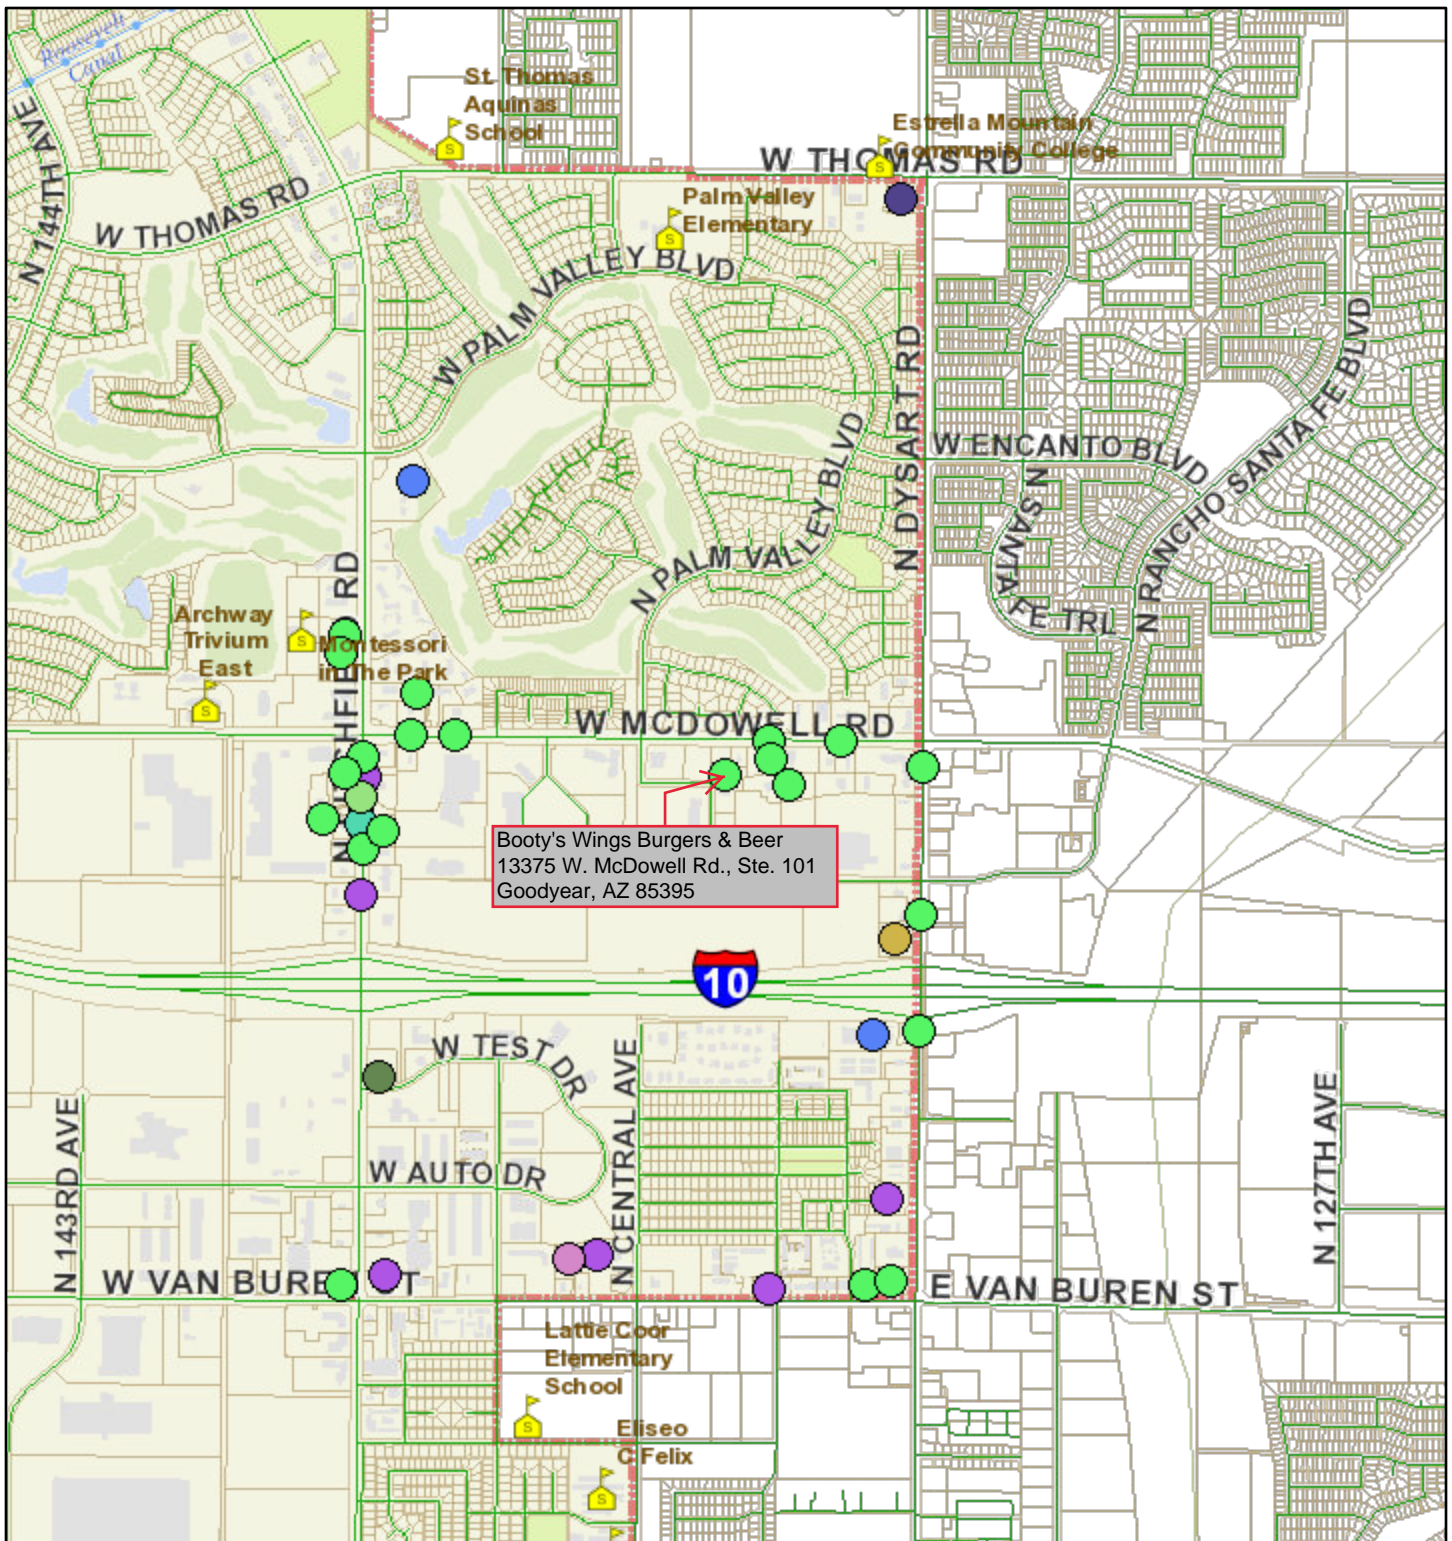 Roosevelt
Canal
N 144TH AVE
St. Thomas
Aquinas
School
Estrella Mountain
Community College
W THOMAS RD
W THOMAS RD
Palm Valley
Elementary
W PALM VALLEY BLVD
N DYSART RD
N RANCHO SANTA FE BLVD
W ENCANTO BLVD
N SANTA FE TRL
N PALM VALLEY BLVD
Archway
Trivium
East
Montessori
in The Park
RD
W MCDOWELL RD
Booty's Wings Burgers & Beer
13375 W. McDowell Rd., Ste. 101
Goodyear, AZ 85395
10
W TEST DR
N CENTRAL AVE
W AUTO DR
N 143RD AVE
N 127TH AVE
W VAN BUREN ST
E VAN BUREN ST
Lattie Coor
Elementary
School
Eliseo
C Felix
S
S
S
S
S
S
S